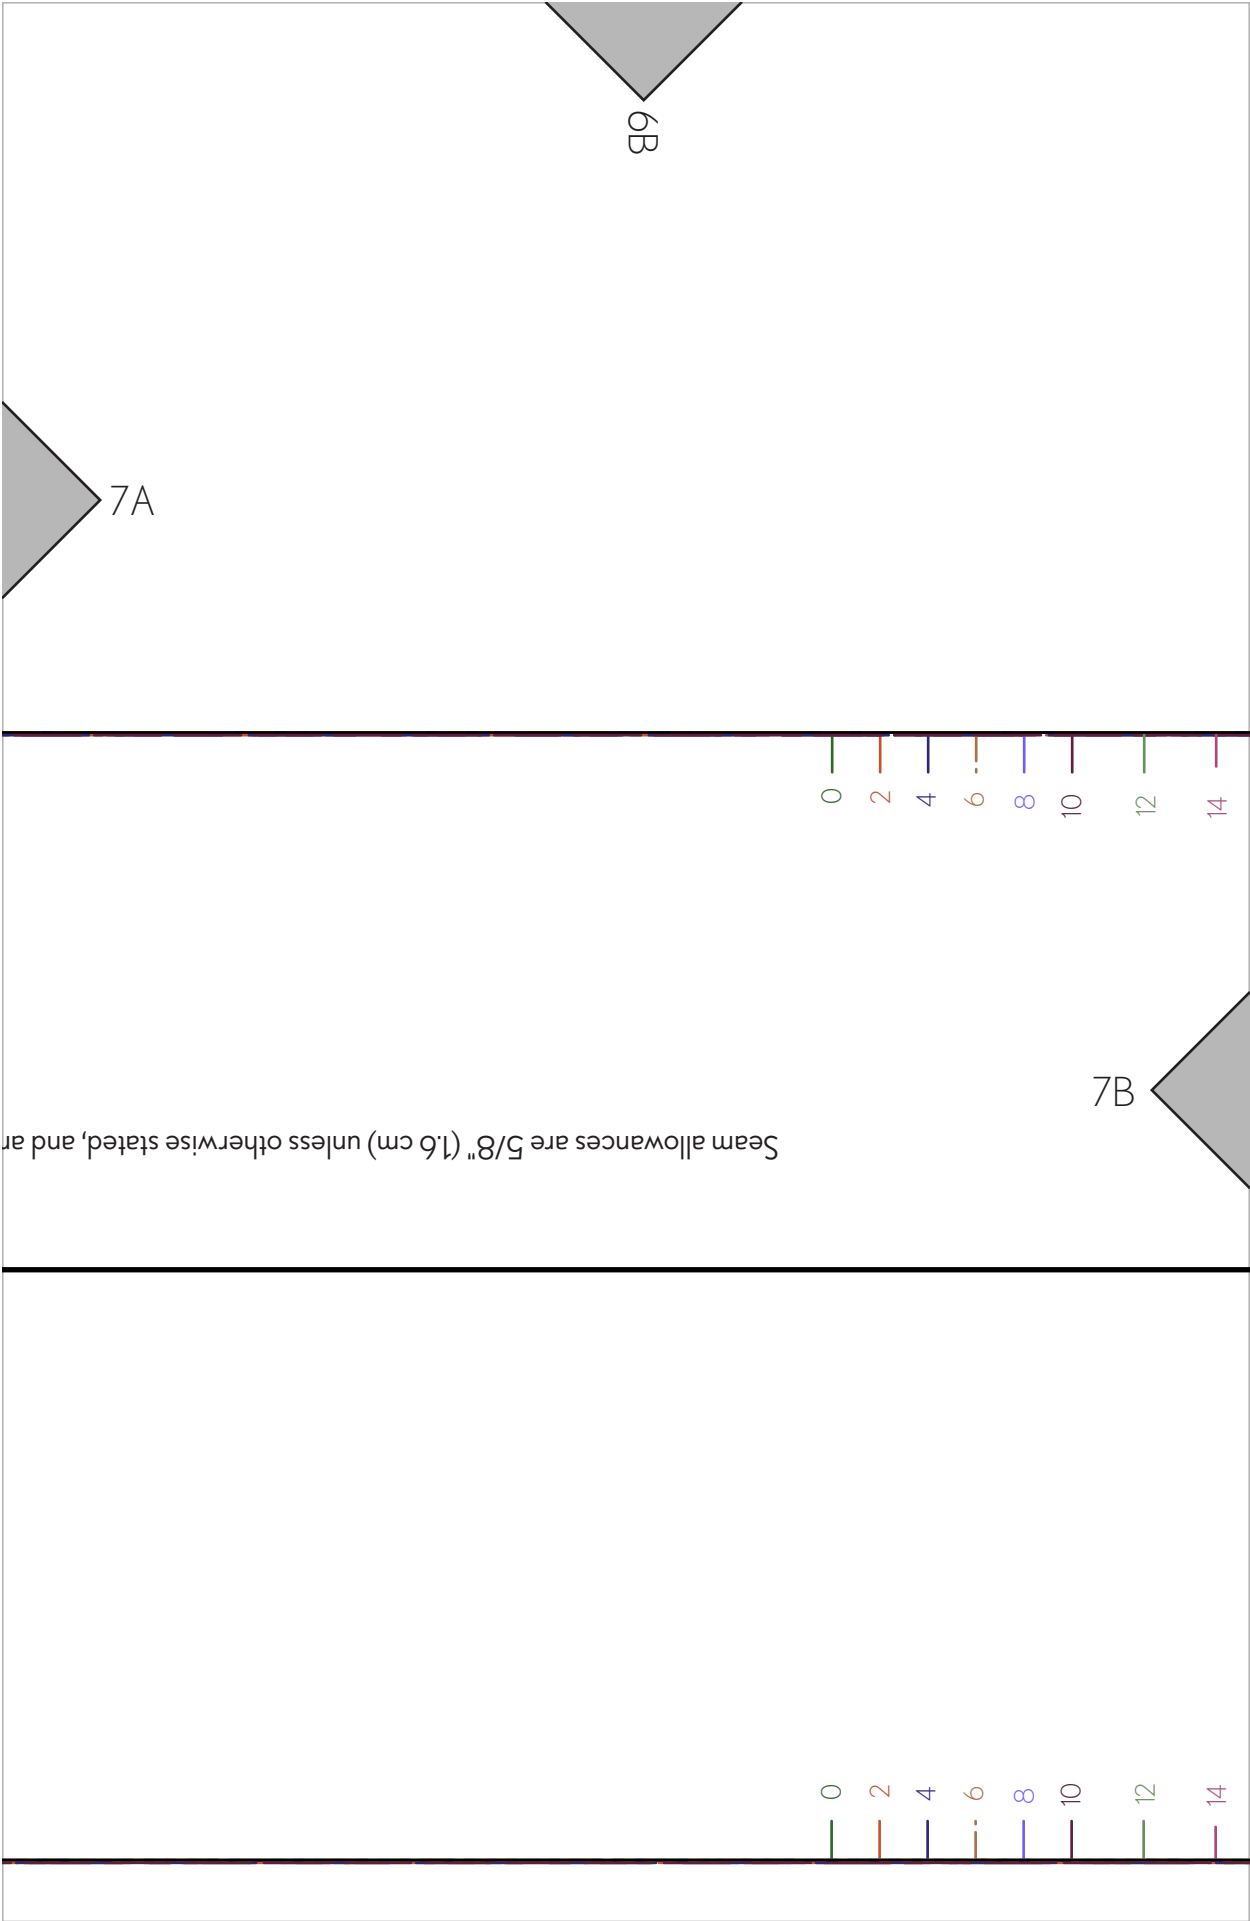 6B
7A
0 2 4 6 8 10 12 14
7B
Seam allowances are 5/8" (1.6 cm) unless otherwise stated, and
0 2 4 6 8 10 12 14